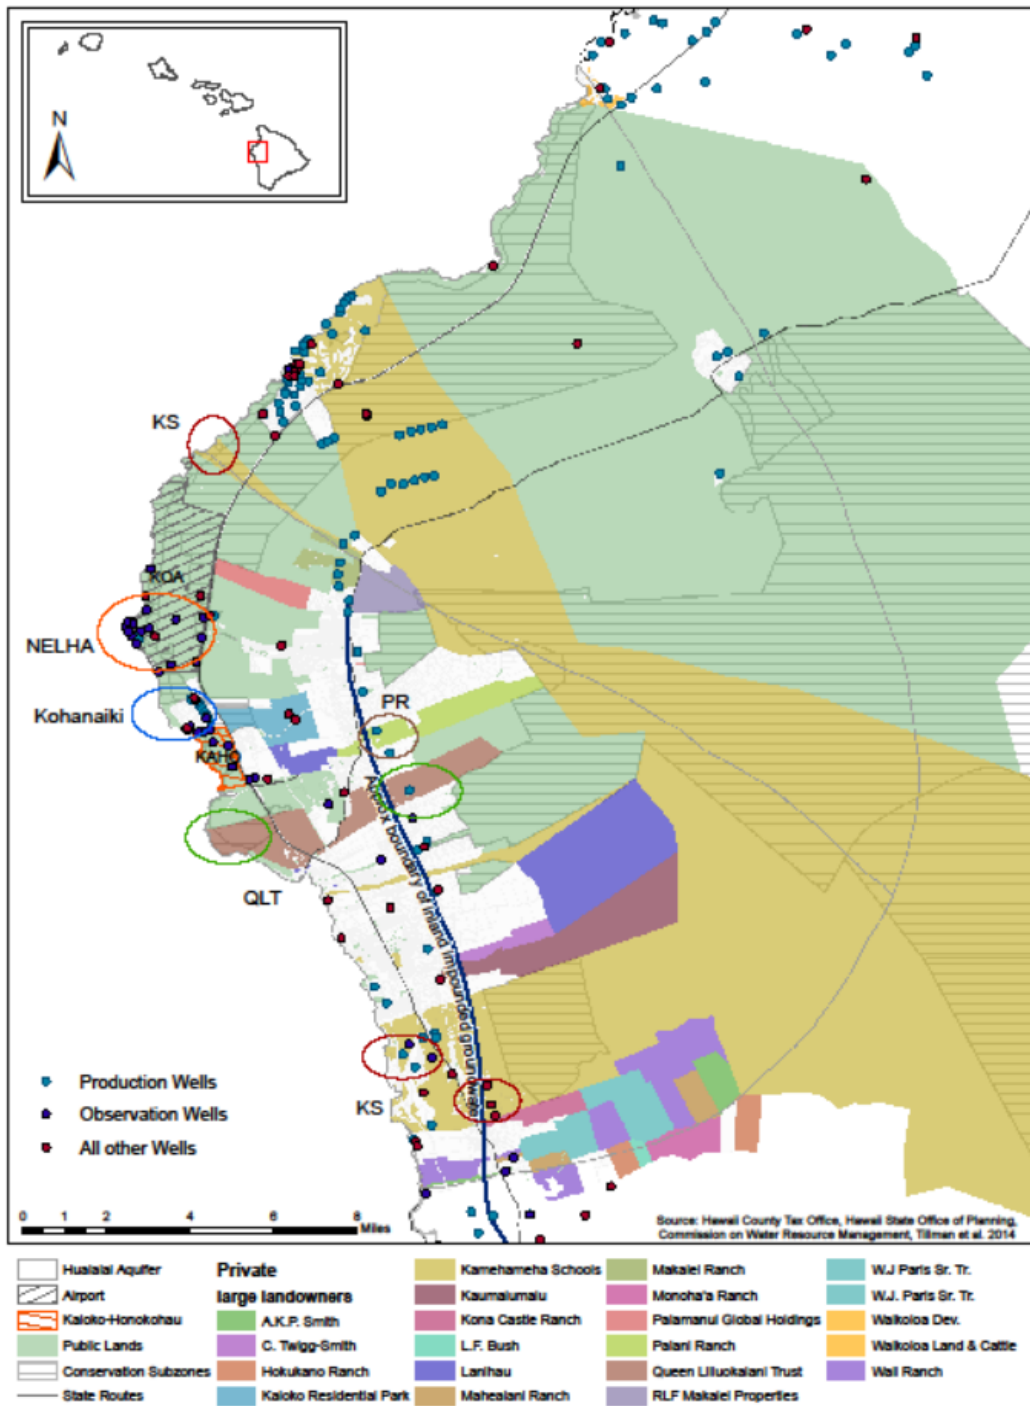 N
KS
KOA
NELHA
Kohanaiki
PR
KAHO
Approx boundary of inland impounded groundwater
QLT
KS
Production Wells
Observation Wells
All other Wells
0 1 2 4 6 8
Miles
Source: Hawaii County Tax Office, Hawaii State Office of Planning,
Commission on Water Resource Management, Tillman et al. 2014
Hualalai Aquifer
Airport
Kaloko-Honokohau
Public Lands
Conservation Subzones
State Routes
Private
large landowners
A.K.P. Smith
C. Twigg-Smith
Hokukano Ranch
Kaloko Residential Park
Kamehameha Schools
Kaumalumalu
Kona Castle Ranch
L.F. Bush
Lanihau
Mahealani Ranch
Makalei Ranch
Monoha'a Ranch
Palamanui Global Holdings
Palani Ranch
Queen Liliuokalani Trust
RLF Makalei Properties
W.J Paris Sr. Tr.
W.J. Paris Sr. Tr.
Waikoloa Dev.
Waikoloa Land & Cattle
Wall Ranch